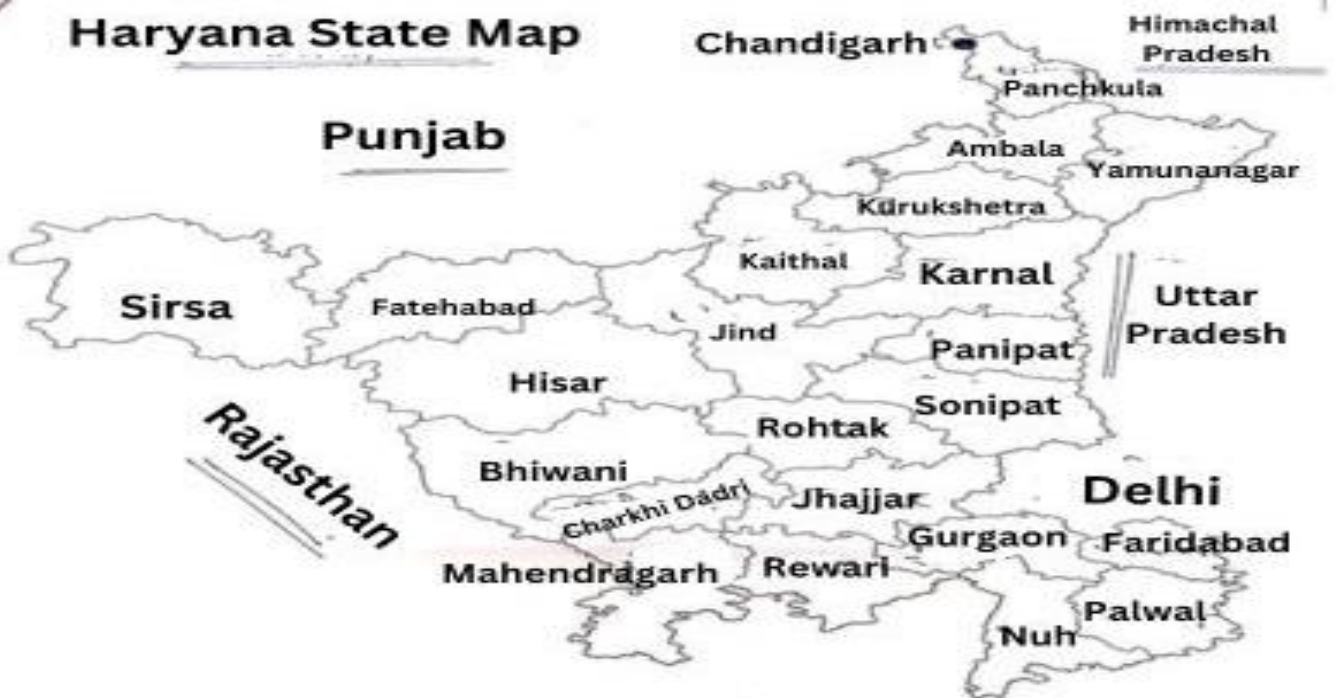 Haryana State Map
Himachal
Pradesh
Chandigarh
Panchkula
Punjab
Ambala
Yamunanagar
Kurukshetra
Kaithal
Karnal
Sirsa
Fatehabad
Uttar
Pradesh
Jind
Panipat
Hisar
Sonipat
Rajasthan
Rohtak
Bhiwani
Charkhi Dadri
Jhajjar
Delhi
Gurgaon
Faridabad
Mahendragarh
Rewari
Palwal
Nuh